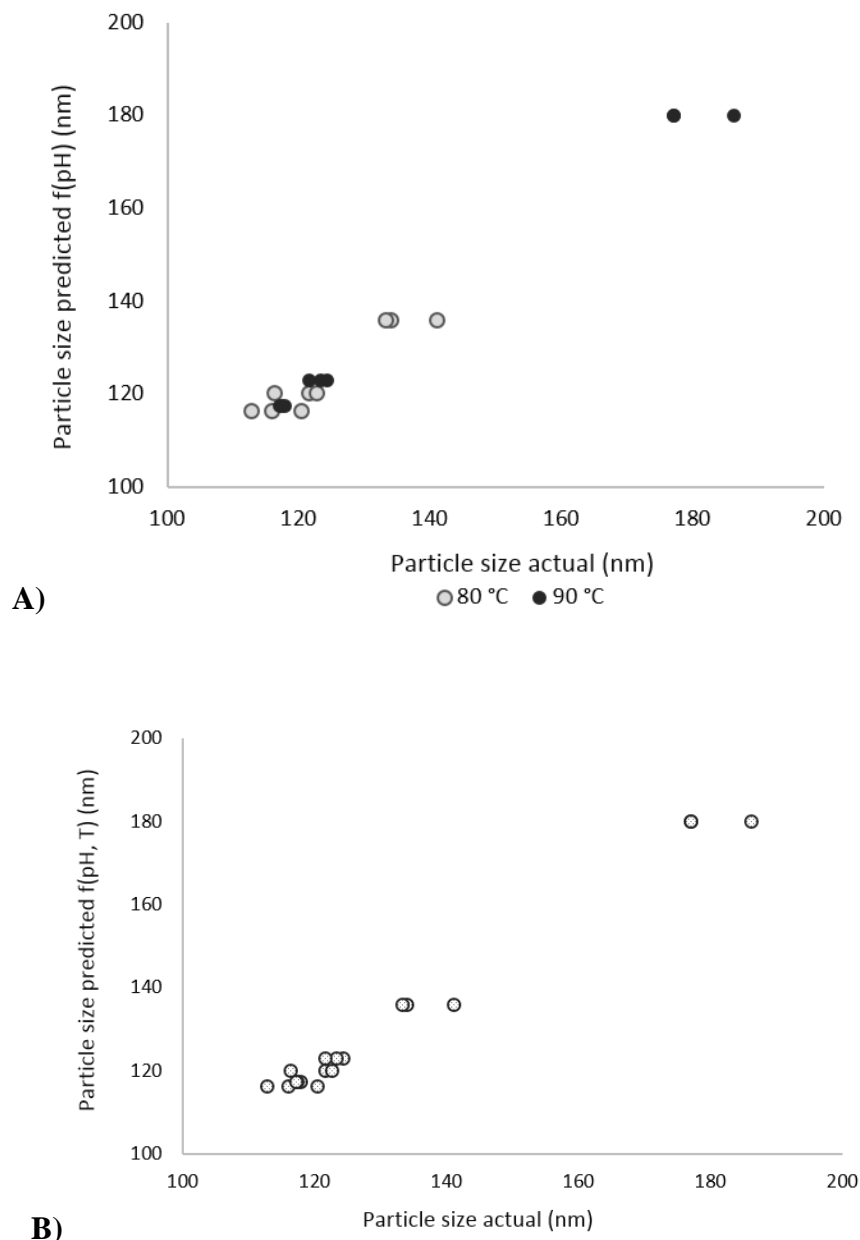 Particle size predicted f(pH) (nm)
200
180
160
140
120
100
100 120 140 160 180 200
Particle size actual (nm)
80 °C 90 °C
A)
Particle size predicted f(pH, T) (nm)
200
180
160
140
120
100
100 120 140 160 180 200
Particle size actual (nm)
B)